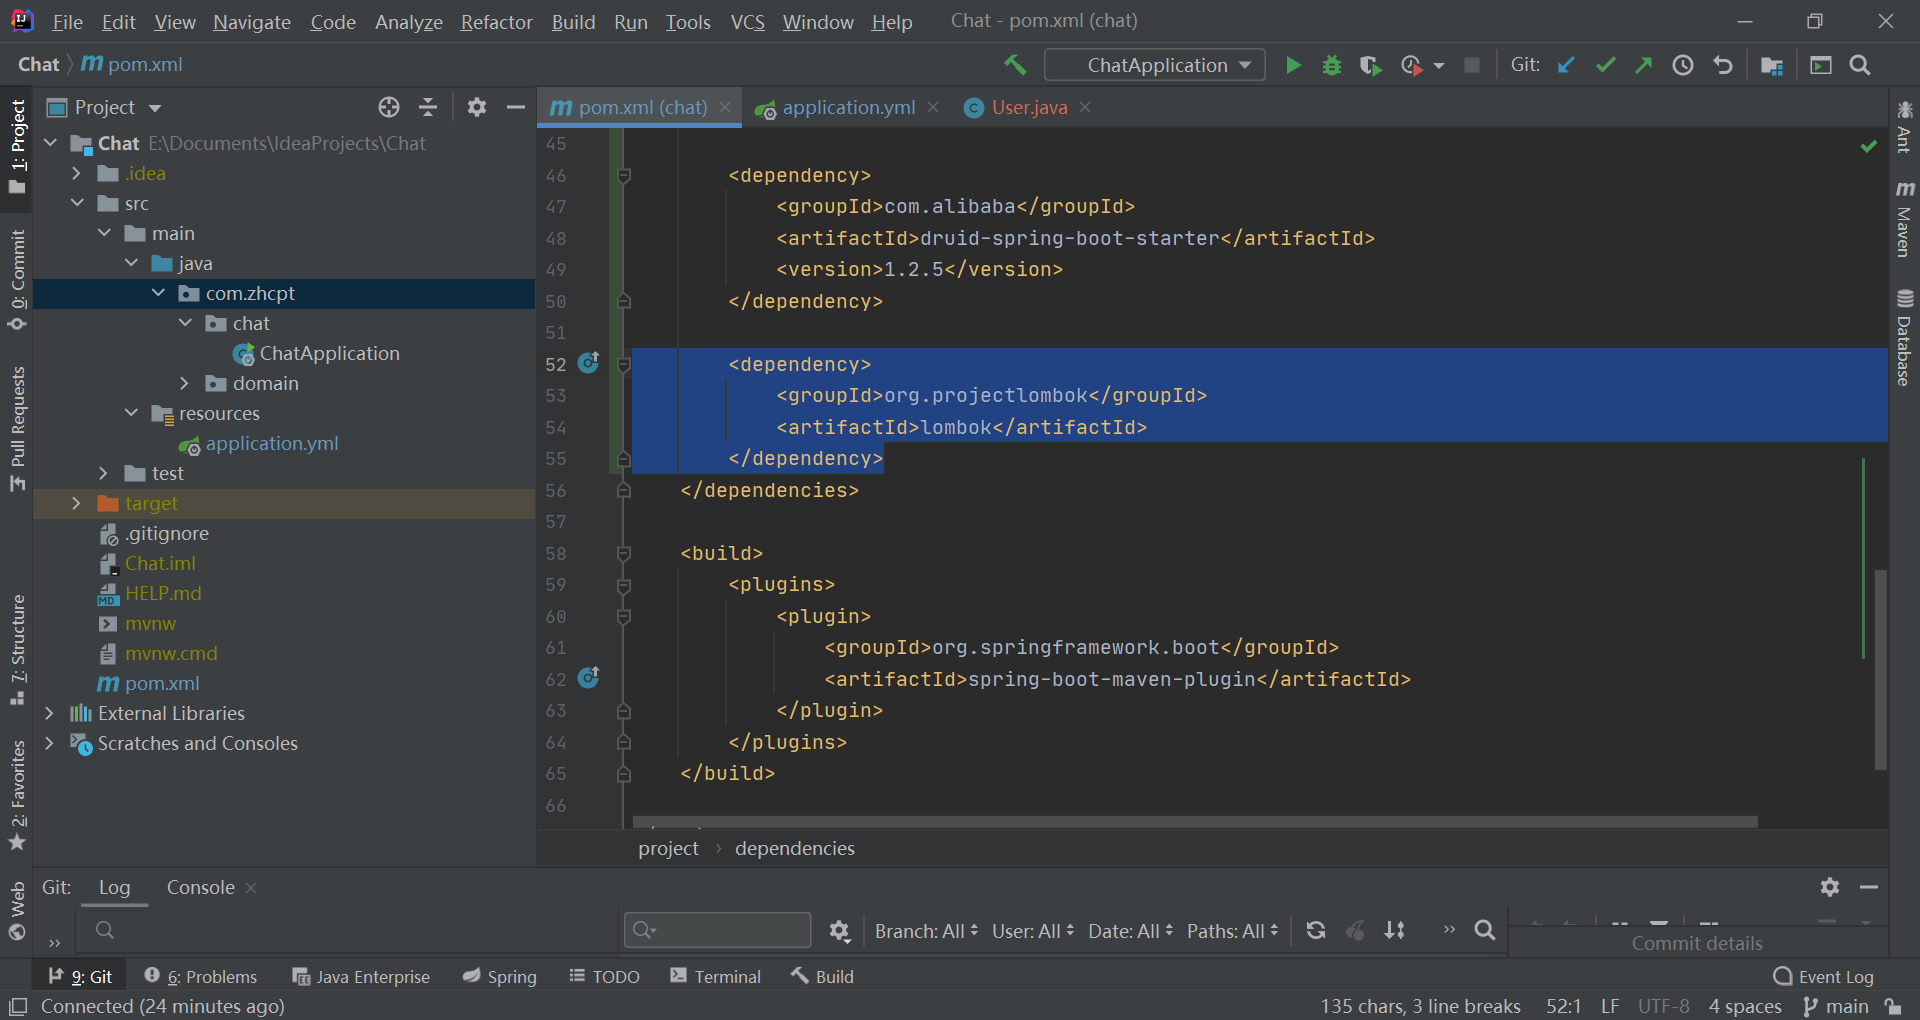 File Edit View Navigate Code Analyze Refactor Build Run Tools VCS Window Help Chat - pom.xml (chat)
Chat pom.xml ChatApplication Git:
Project
pom.xml (chat) application.yml User.java
1: Project
0: Commit
Pull Requests
7: Structure
2: Favorites
Web
Chat E:\Documents\IdeaProjects\Chat
.idea
src
main
java
com.zhcpt
chat
ChatApplication
domain
resources
application.yml
test
target
.gitignore
Chat.iml
HELP.md
mvnw
mvnw.cmd
pom.xml
External Libraries
Scratches and Consoles
45
46 <dependency>
47 <groupId>com.alibaba</groupId>
48 <artifactId>druid-spring-boot-starter</artifactId>
49 <version>1.2.5</version>
50 </dependency>
51
52 <dependency>
53 <groupId>org.projectlombok</groupId>
54 <artifactId>lombok</artifactId>
55 </dependency>
56 </dependencies>
57
58 <build>
59 <plugins>
60 <plugin>
61 <groupId>org.springframework.boot</groupId>
62 <artifactId>spring-boot-maven-plugin</artifactId>
63 </plugin>
64 </plugins>
65 </build>
66
project › dependencies
Ant
Maven
Database
Git: Log Console
Branch: All User: All Date: All Paths: All
Commit details
9: Git 6: Problems Java Enterprise Spring TODO Terminal Build Event Log
Connected (24 minutes ago) 135 chars, 3 line breaks 52:1 LF UTF-8 4 spaces main